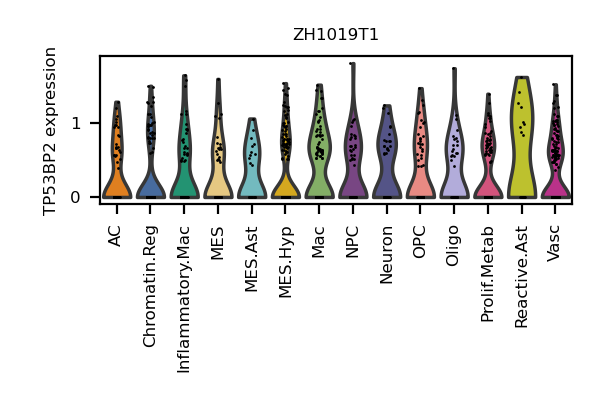 ZH1019T1
TP53BP2 expression
1
0
AC
Chromatin.Reg
Inflammatory.Mac
MES
MES.Ast
MES.Hyp
Mac
NPC
Neuron
OPC
Oligo
Prolif.Metab
Reactive.Ast
Vasc